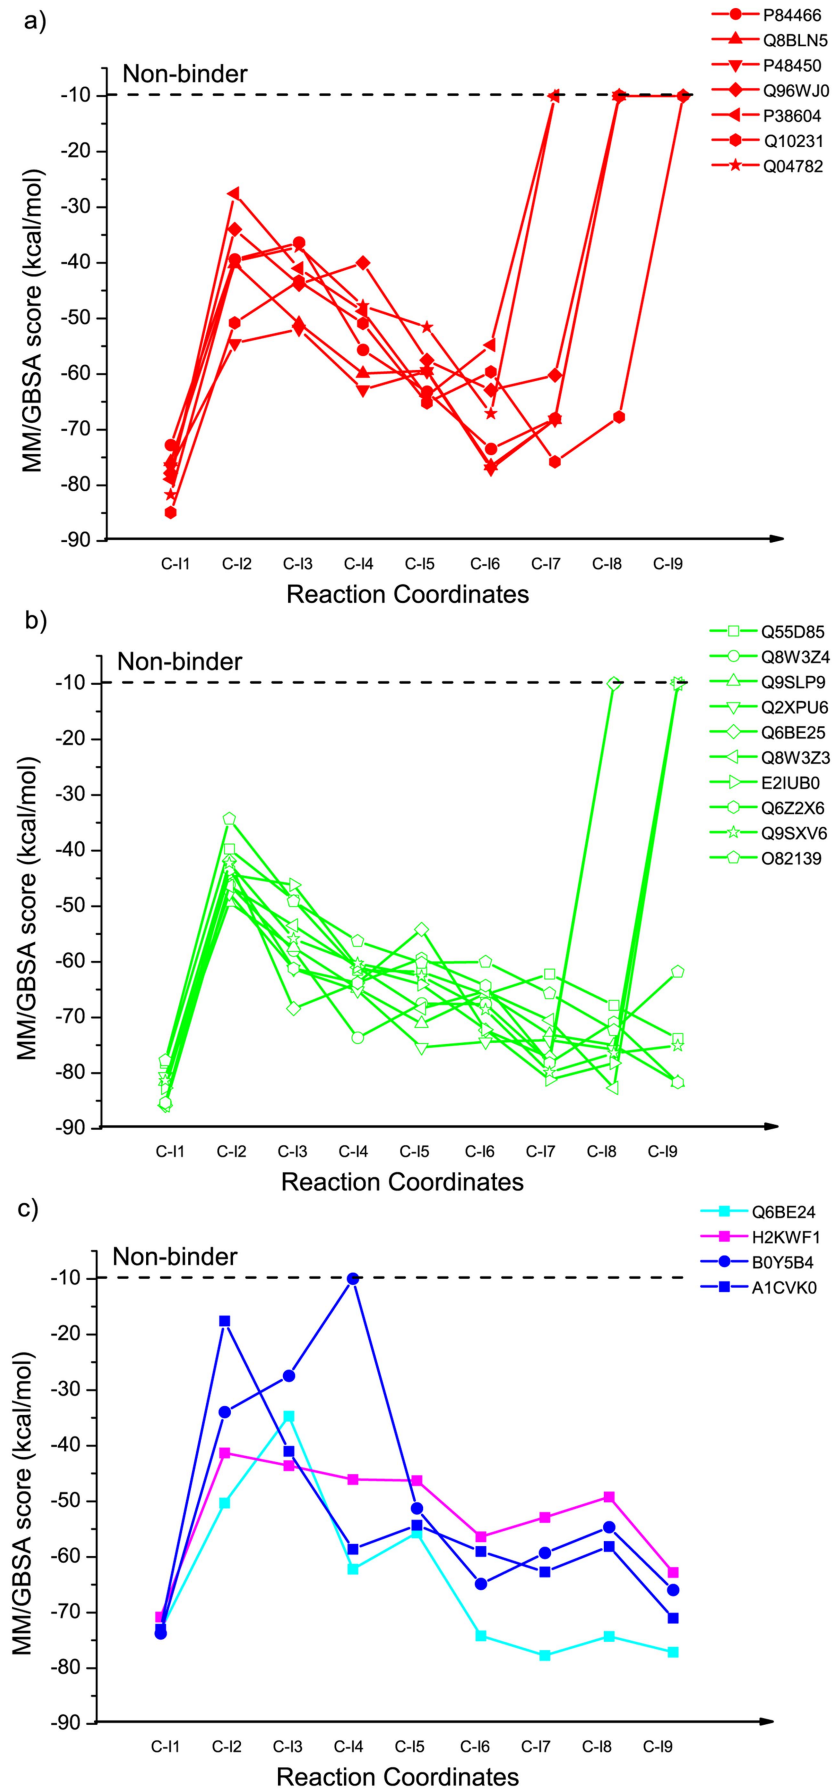 a)
P84466
Q8BLN5
P48450
Q96WJ0
P38604
Q10231
Q04782
Non-binder
-10
-20
-30
-40
-50
-60
-70
-80
-90
MM/GBSA score (kcal/mol)
C-I1 C-I2 C-I3 C-I4 C-I5 C-I6 C-I7 C-I8 C-I9
Reaction Coordinates
b)
Q55D85
Q8W3Z4
Q9SLP9
Q2XPU6
Q6BE25
Q8W3Z3
E2IUB0
Q6Z2X6
Q9SXV6
O82139
Non-binder
-10
-20
-30
-40
-50
-60
-70
-80
-90
MM/GBSA score (kcal/mol)
C-I1 C-I2 C-I3 C-I4 C-I5 C-I6 C-I7 C-I8 C-I9
Reaction Coordinates
c)
Q6BE24
H2KWF1
B0Y5B4
A1CVK0
Non-binder
-10
-20
-30
-40
-50
-60
-70
-80
-90
MM/GBSA score (kcal/mol)
C-I1 C-I2 C-I3 C-I4 C-I5 C-I6 C-I7 C-I8 C-I9
Reaction Coordinates